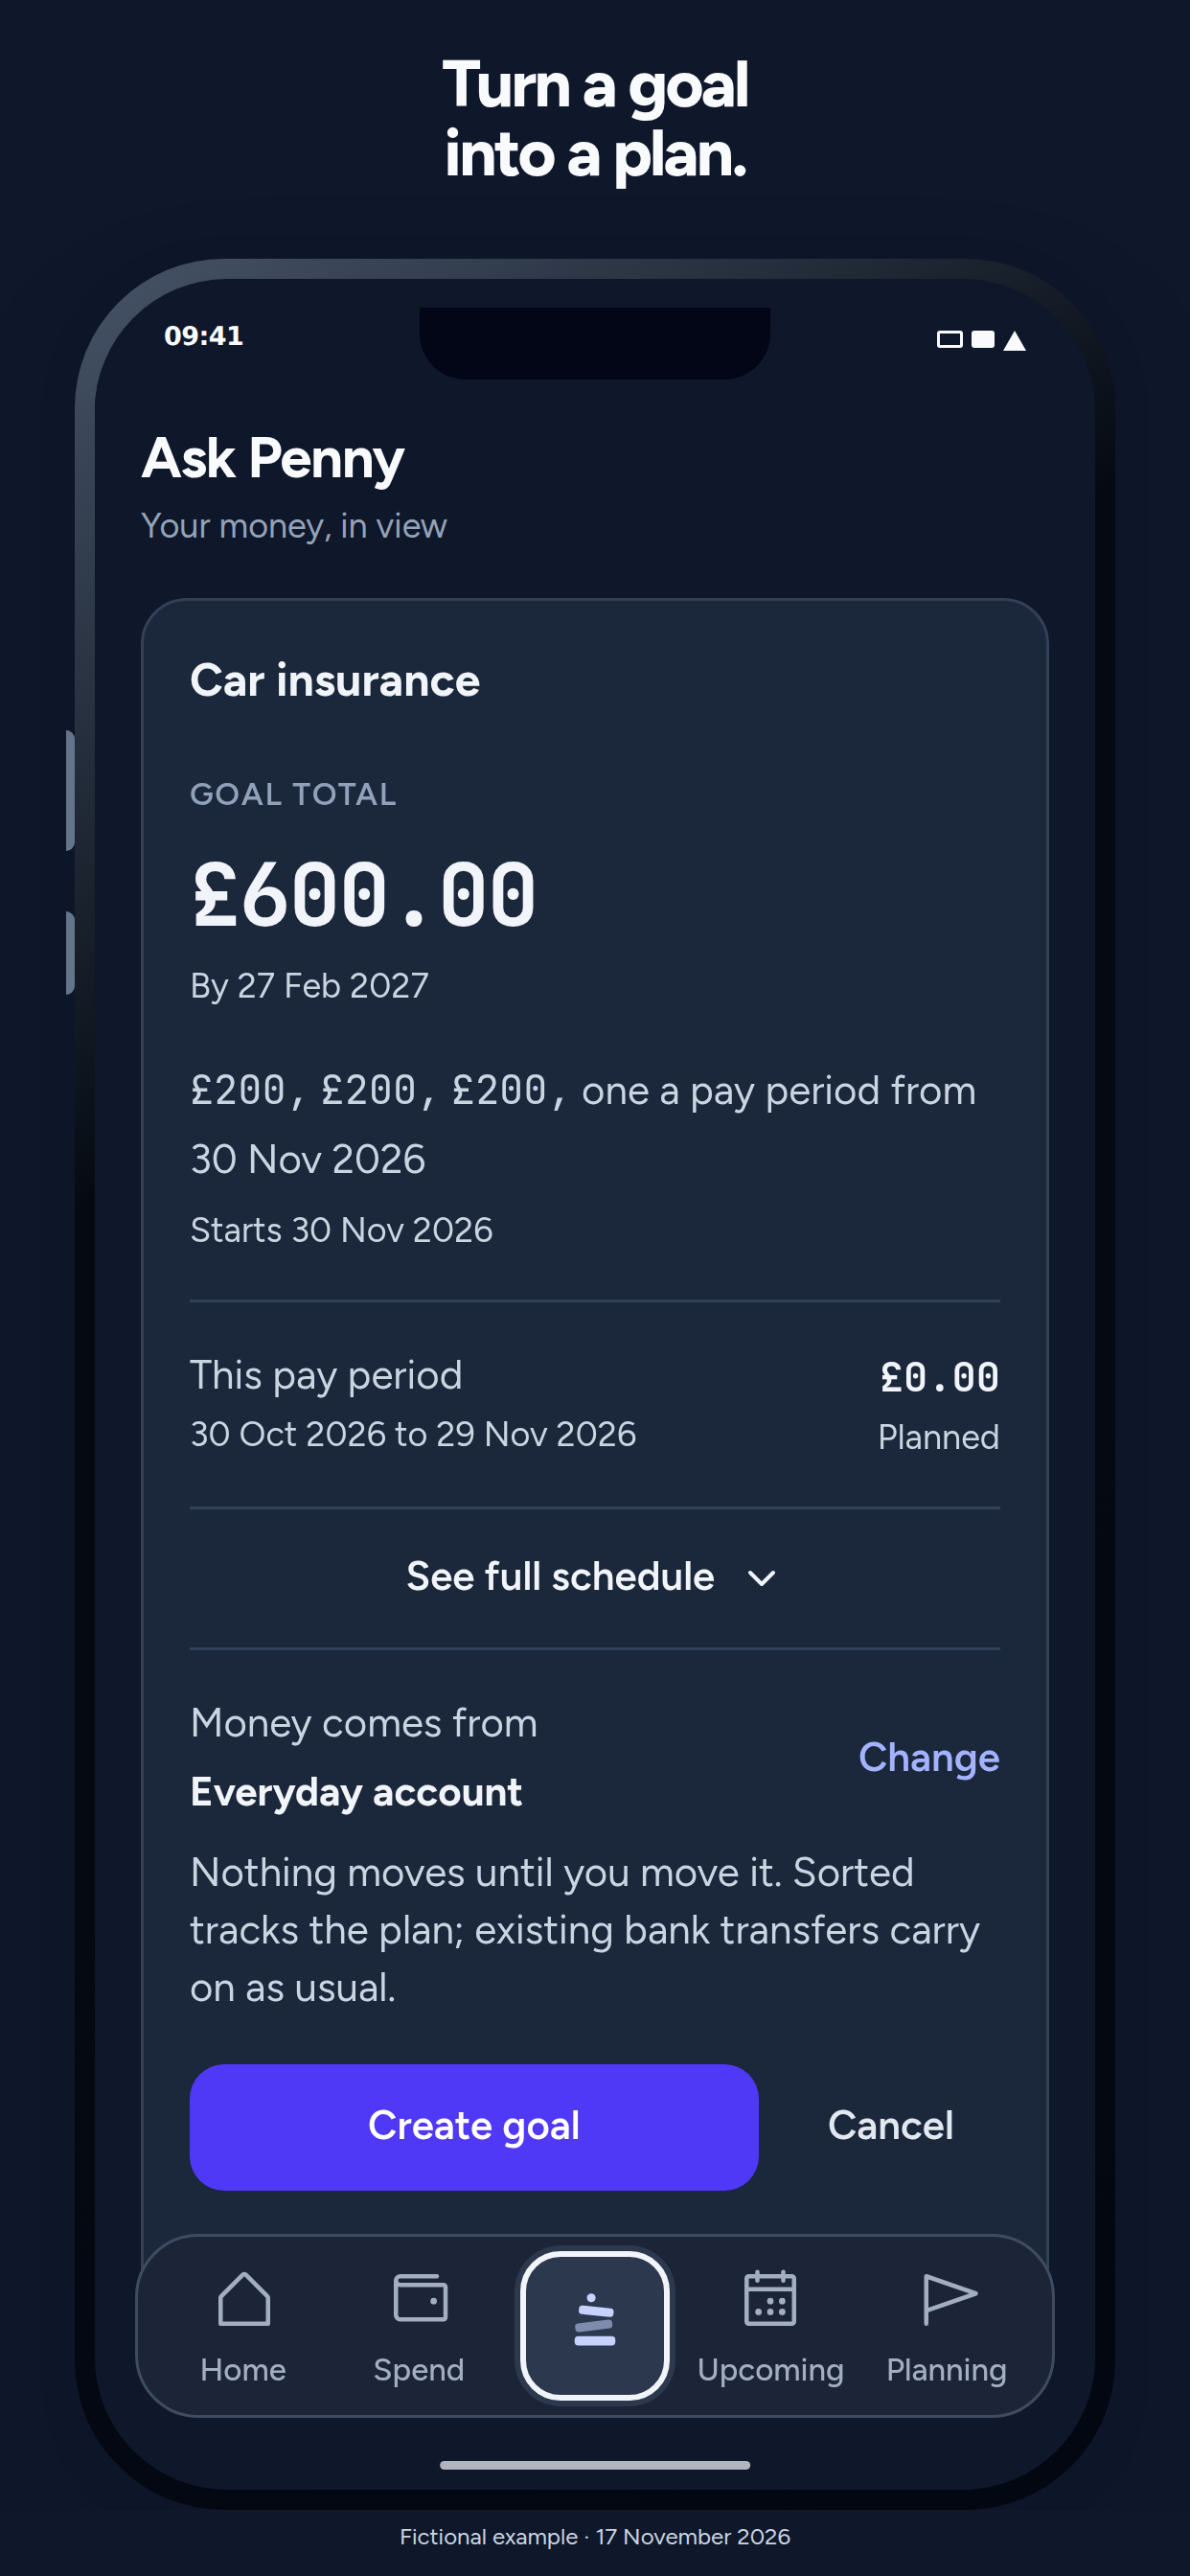 Turn a goal
into a plan.
09:41
Ask Penny
Your money, in view
Car insurance
GOAL TOTAL
£600.00
By 27 Feb 2027
£200, £200, £200, one a pay period from
30 Nov 2026
Starts 30 Nov 2026
This pay period
£0.00
30 Oct 2026 to 29 Nov 2026
Planned
See full schedule
Money comes from
Change
Everyday account
Nothing moves until you move it. Sorted
tracks the plan; existing bank transfers carry
on as usual.
Create goal
Cancel
Home
Spend
Upcoming
Planning
Fictional example · 17 November 2026